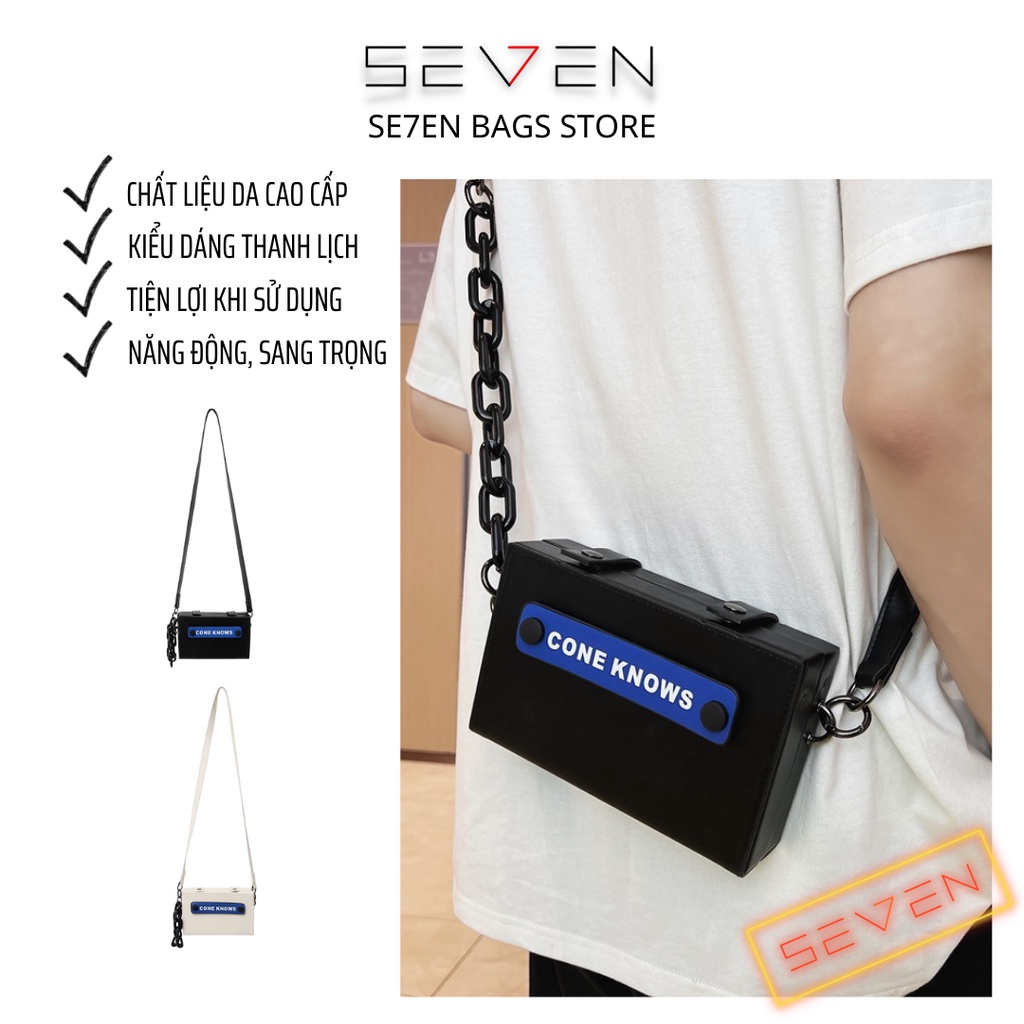 SEVEN
SE7EN BAGS STORE
CHẤT LIỆU DA CAO CẤP
KIỂU DÁNG THANH LỊCH
TIỆN LỢI KHI SỬ DỤNG
NĂNG ĐỘNG, SANG TRỌNG
CONE KNOWS
CONE KNOWS
CONE KNOWS
SEVEN